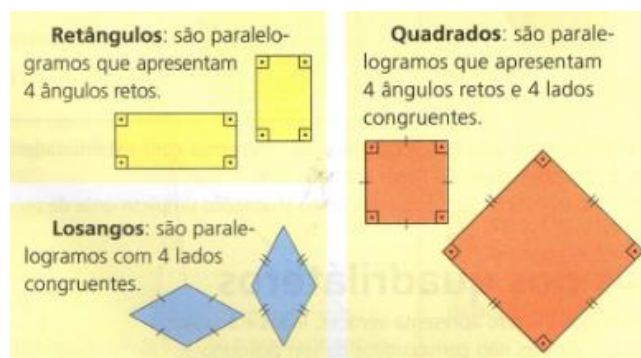 Retângulos: são paralelo-
gramos que apresentam
4 ângulos retos.
Losangos: são parale-
logramos com 4 lados
congruentes.
Quadrados: são parale-
logramos que apresentam
4 ângulos retos e 4 lados
congruentes.